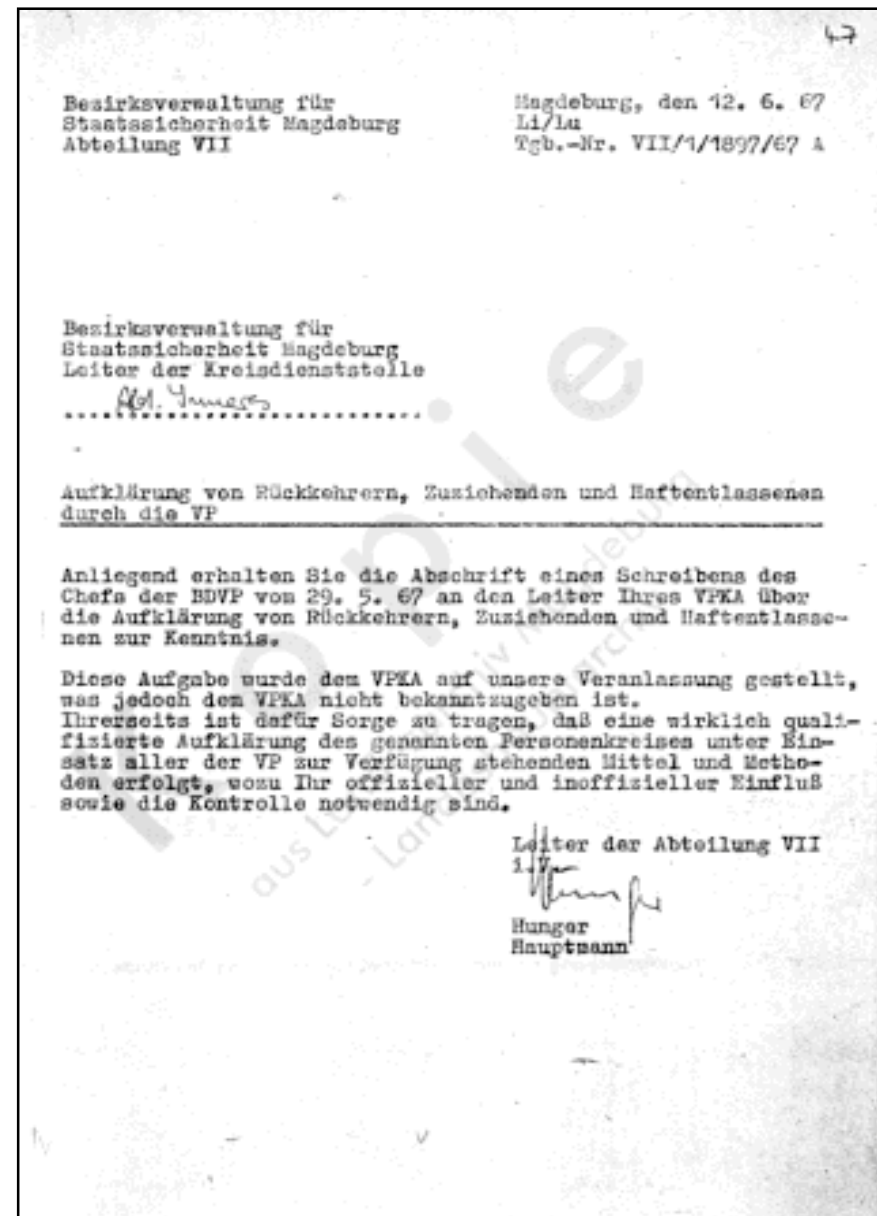 47
Bezirksverwaltung für
Staatssicherheit Magdeburg
Abteilung VII
Magdeburg, den 12. 6. 67
Li/Lu
Tgb.-Nr. VII/1/1897/67 A
Bezirksverwaltung für
Staatssicherheit Magdeburg
Leiter der Kreisdienststelle
Aufklärung von Rückkehrern, Zuziehenden und Haftentlassenen
durch die VP
Anliegend erhalten Sie die Abschrift eines Schreibens des
Chefs der BDVP vom 29. 5. 67 an den Leiter Ihres VPKA über
die Aufklärung von Rückkehrern, Zuziehenden und Haftentlasse-
nen zur Kenntnis.
Diese Aufgabe wurde dem VPKA auf unsere Veranlassung gestellt,
was jedoch dem VPKA nicht bekanntzugeben ist.
Ihrerseits ist dafür Sorge zu tragen, daß eine wirklich quali-
fizierte Aufklärung des genannten Personenkreises unter Ein-
satz aller der VP zur Verfügung stehenden Mittel und Metho-
den erfolgt, wozu Ihr offizieller und inoffizieller Einfluß
sowie die Kontrolle notwendig sind.
Leiter der Abteilung VII
i.V.
Hunger
Hauptmann
Kopie